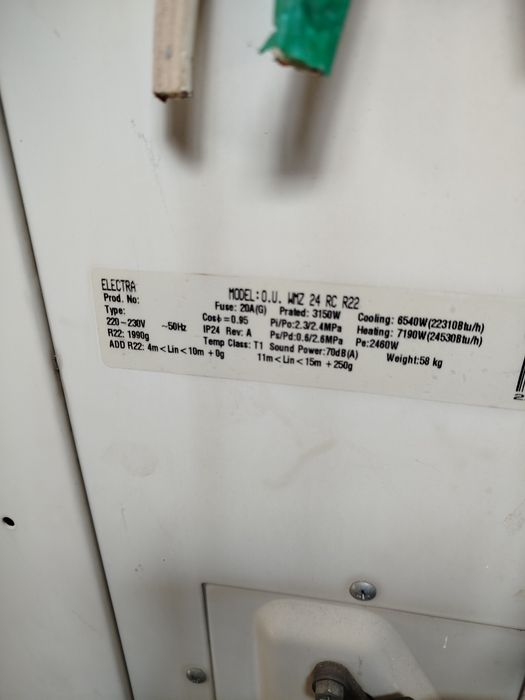 ELECTRA MODEL: O.U. WMZ 24 RC R22
Prod. No: Fuse: 20A(G) Prated: 3150W Cooling: 6540W(22310Btu/h)
Type: Cosϕ=0.95 Pi/Po:2.3/2.4MPa Heating: 7190W(24530Btu/h)
220~230V ~50Hz IP24 Rev: A Ps/Pd:0.6/2.6MPa Pe:2460W
R22: 1990g Temp Class: T1 Sound Power:70dB(A) Weight:58 kg
ADD R22: 4m<Lin<10m +0g 11m<Lin<15m +250g